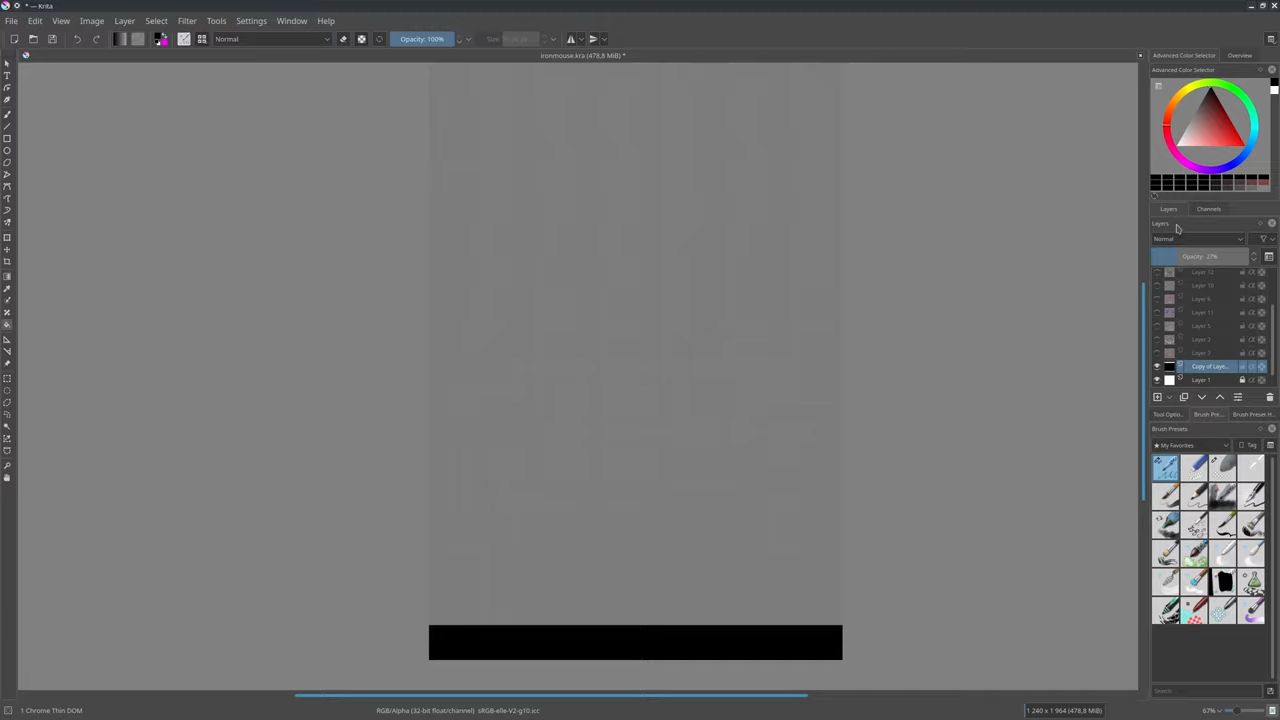 * — Krita
File Edit View Image Layer Select Filter Tools Settings Window Help
Normal Opacity: 100% Size:
ironmouse.kra (478,8 MiB) *
Advanced Color Selector Overview
Advanced Color Selector
Layers Channels
Layers
Normal
Opacity: 27%
Layer 12
Layer 10
Layer 6
Layer 11
Layer 5
Layer 2
Layer 3
Copy of Laye...
Layer 1
Tool Optio... Brush Pre... Brush Preset H...
Brush Presets
My Favorites Tag
Search
1 Chrome Thin DOM RGB/Alpha (32-bit float/channel) sRGB-elle-V2-g10.icc 1 240 x 1 964 (478,8 MiB) 67%